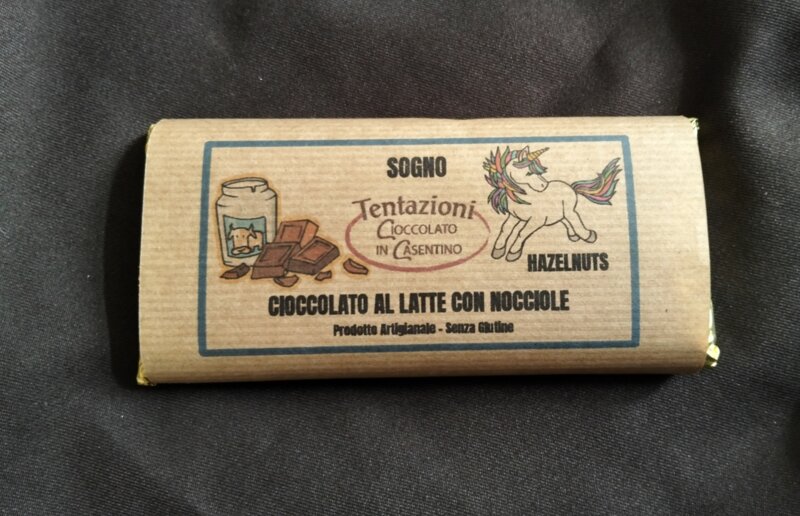 SOGNO
Tentazioni
CIOCCOLATO
IN CASENTINO
HAZELNUTS
CIOCCOLATO AL LATTE CON NOCCIOLE
Prodotto Artigianale - Senza Glutine